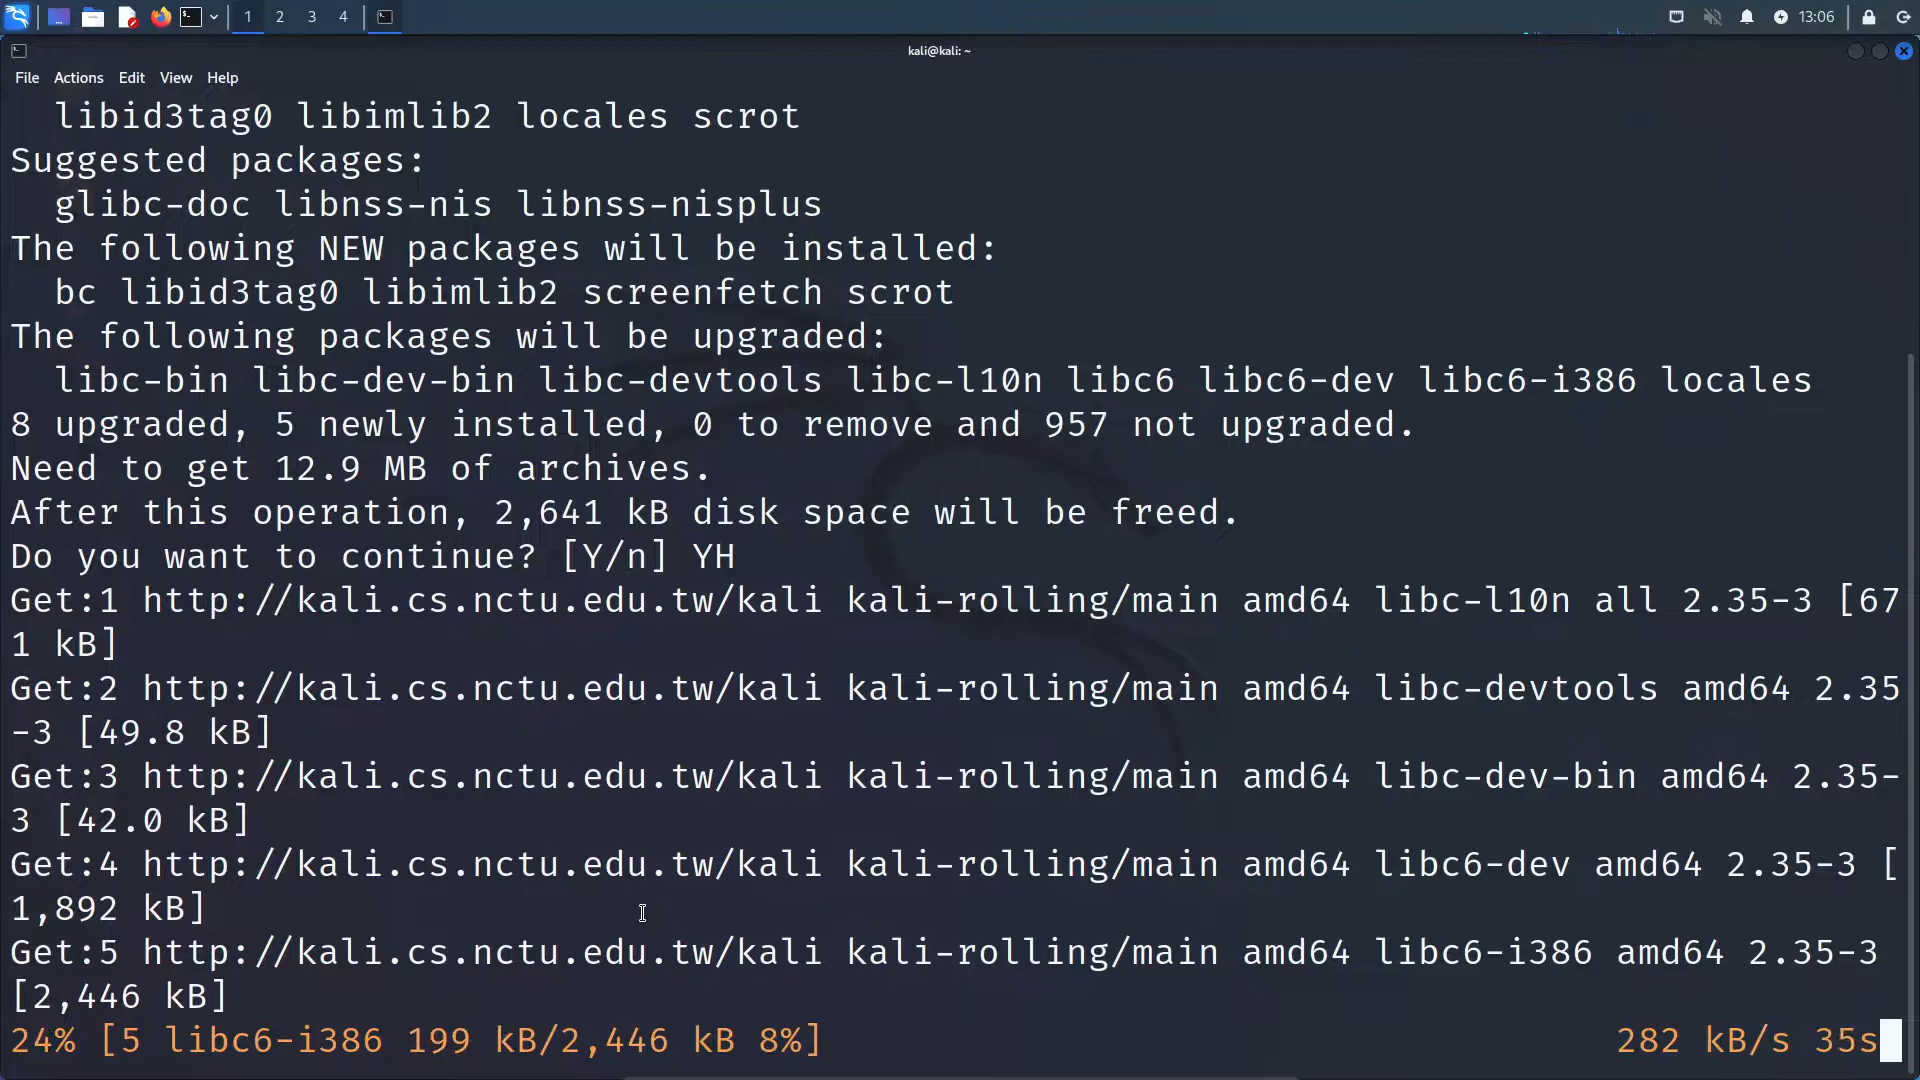 1 2 3 4
13:06
kali@kali: ~
File Actions Edit View Help
libid3tag0 libimlib2 locales scrot
Suggested packages:
glibc-doc libnss-nis libnss-nisplus
The following NEW packages will be installed:
bc libid3tag0 libimlib2 screenfetch scrot
The following packages will be upgraded:
libc-bin libc-dev-bin libc-devtools libc-l10n libc6 libc6-dev libc6-i386 locales
8 upgraded, 5 newly installed, 0 to remove and 957 not upgraded.
Need to get 12.9 MB of archives.
After this operation, 2,641 kB disk space will be freed.
Do you want to continue? [Y/n] YH
Get:1 http://kali.cs.nctu.edu.tw/kali kali-rolling/main amd64 libc-l10n all 2.35-3 [67
1 kB]
Get:2 http://kali.cs.nctu.edu.tw/kali kali-rolling/main amd64 libc-devtools amd64 2.35
-3 [49.8 kB]
Get:3 http://kali.cs.nctu.edu.tw/kali kali-rolling/main amd64 libc-dev-bin amd64 2.35-
3 [42.0 kB]
Get:4 http://kali.cs.nctu.edu.tw/kali kali-rolling/main amd64 libc6-dev amd64 2.35-3 [
1,892 kB]
Get:5 http://kali.cs.nctu.edu.tw/kali kali-rolling/main amd64 libc6-i386 amd64 2.35-3
[2,446 kB]
24% [5 libc6-i386 199 kB/2,446 kB 8%] 282 kB/s 35s